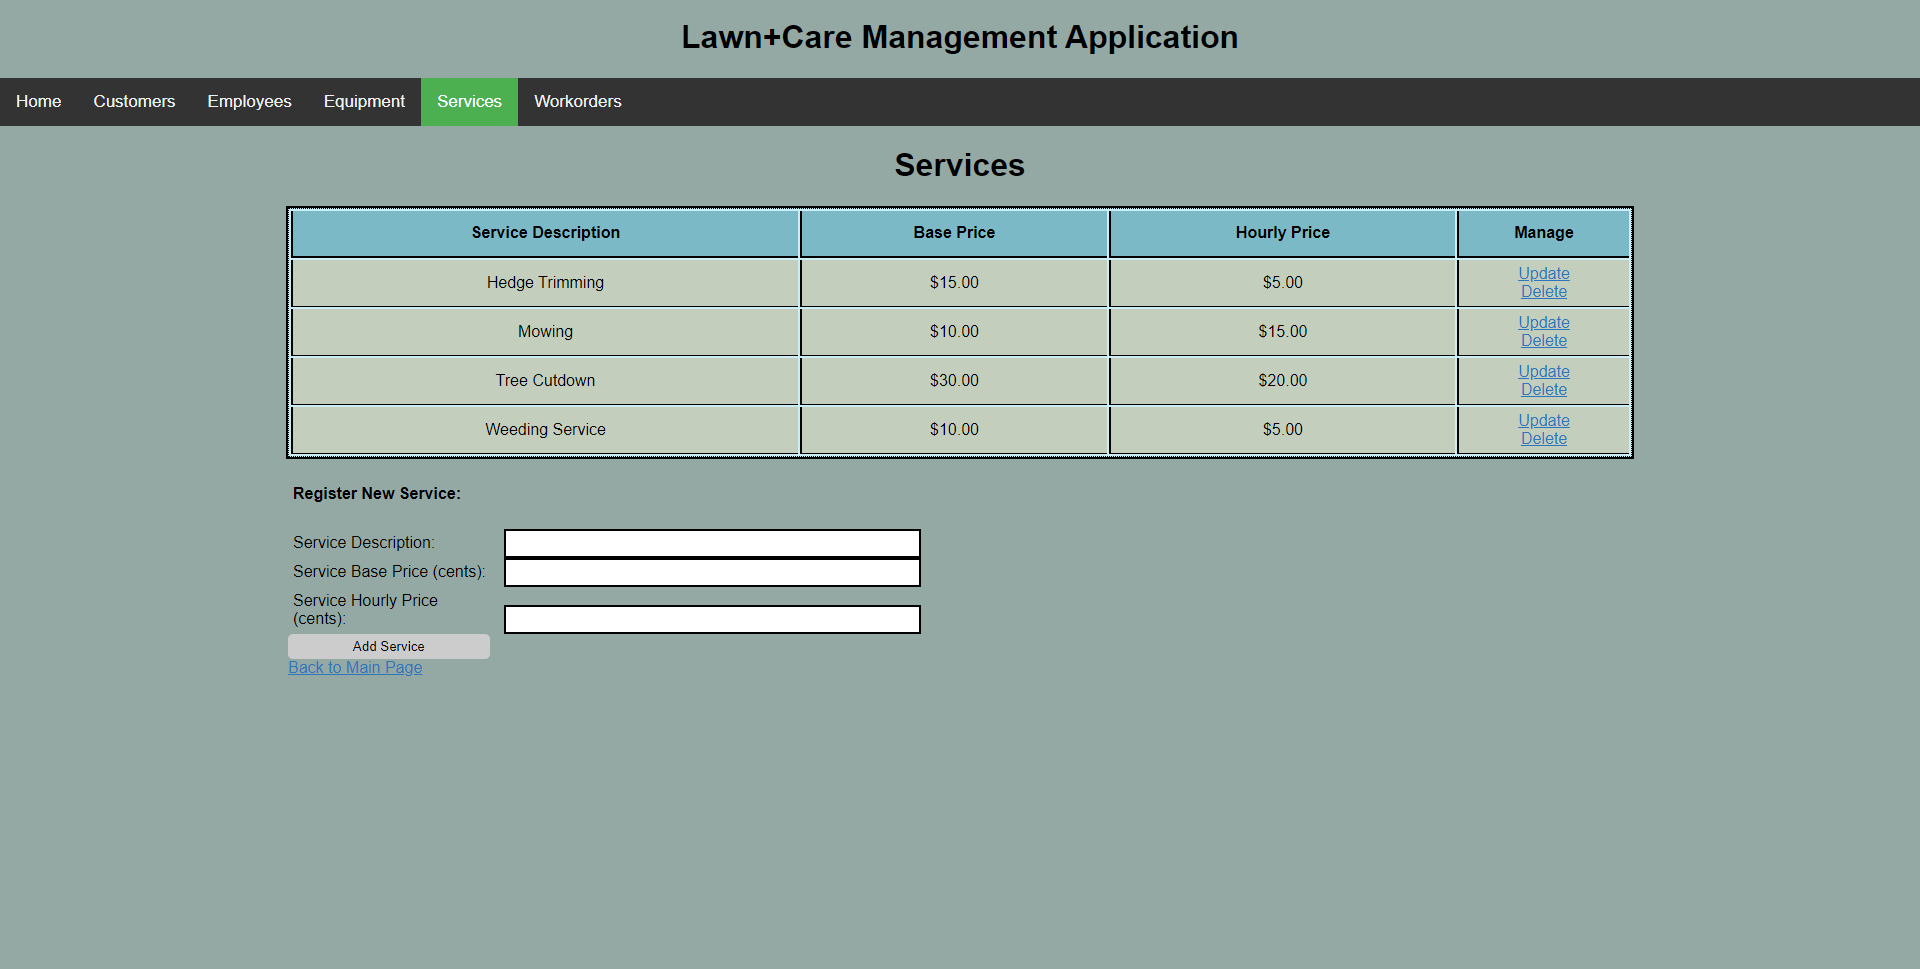 Lawn+Care Management Application
Home Customers Employees Equipment Services Workorders
Services
Service Description Base Price Hourly Price Manage
Hedge Trimming $15.00 $5.00 Update
Delete
Mowing $10.00 $15.00 Update
Delete
Tree Cutdown $30.00 $20.00 Update
Delete
Weeding Service $10.00 $5.00 Update
Delete
Register New Service:
Service Description:
Service Base Price (cents):
Service Hourly Price
(cents):
Add Service
Back to Main Page